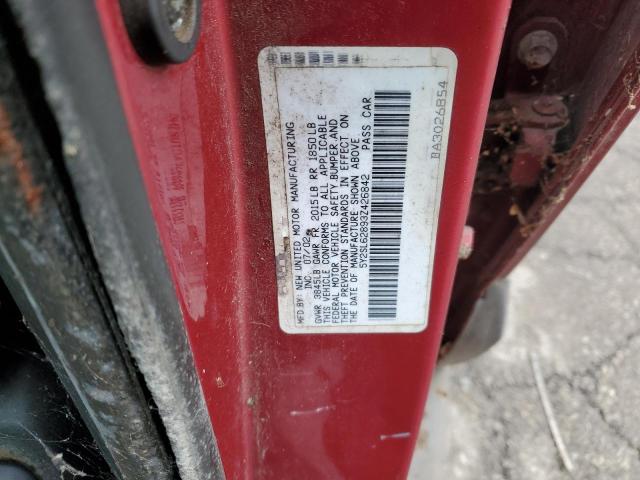 MFD.BY: NEW UNITED MOTOR MANUFACTURING
INC. 07/02
GVWR 3845LB GAWR FR 2015LB RR 1850LB
THIS VEHICLE CONFORMS TO ALL APPLICABLE
FEDERAL MOTOR VEHICLE SAFETY,BUMPER,AND
THEFT PREVENTION STANDARDS IN EFFECT ON
THE DATE OF MANUFACTURE SHOWN ABOVE
5Y2SL62893Z426942 PASS CAR
BA3026854